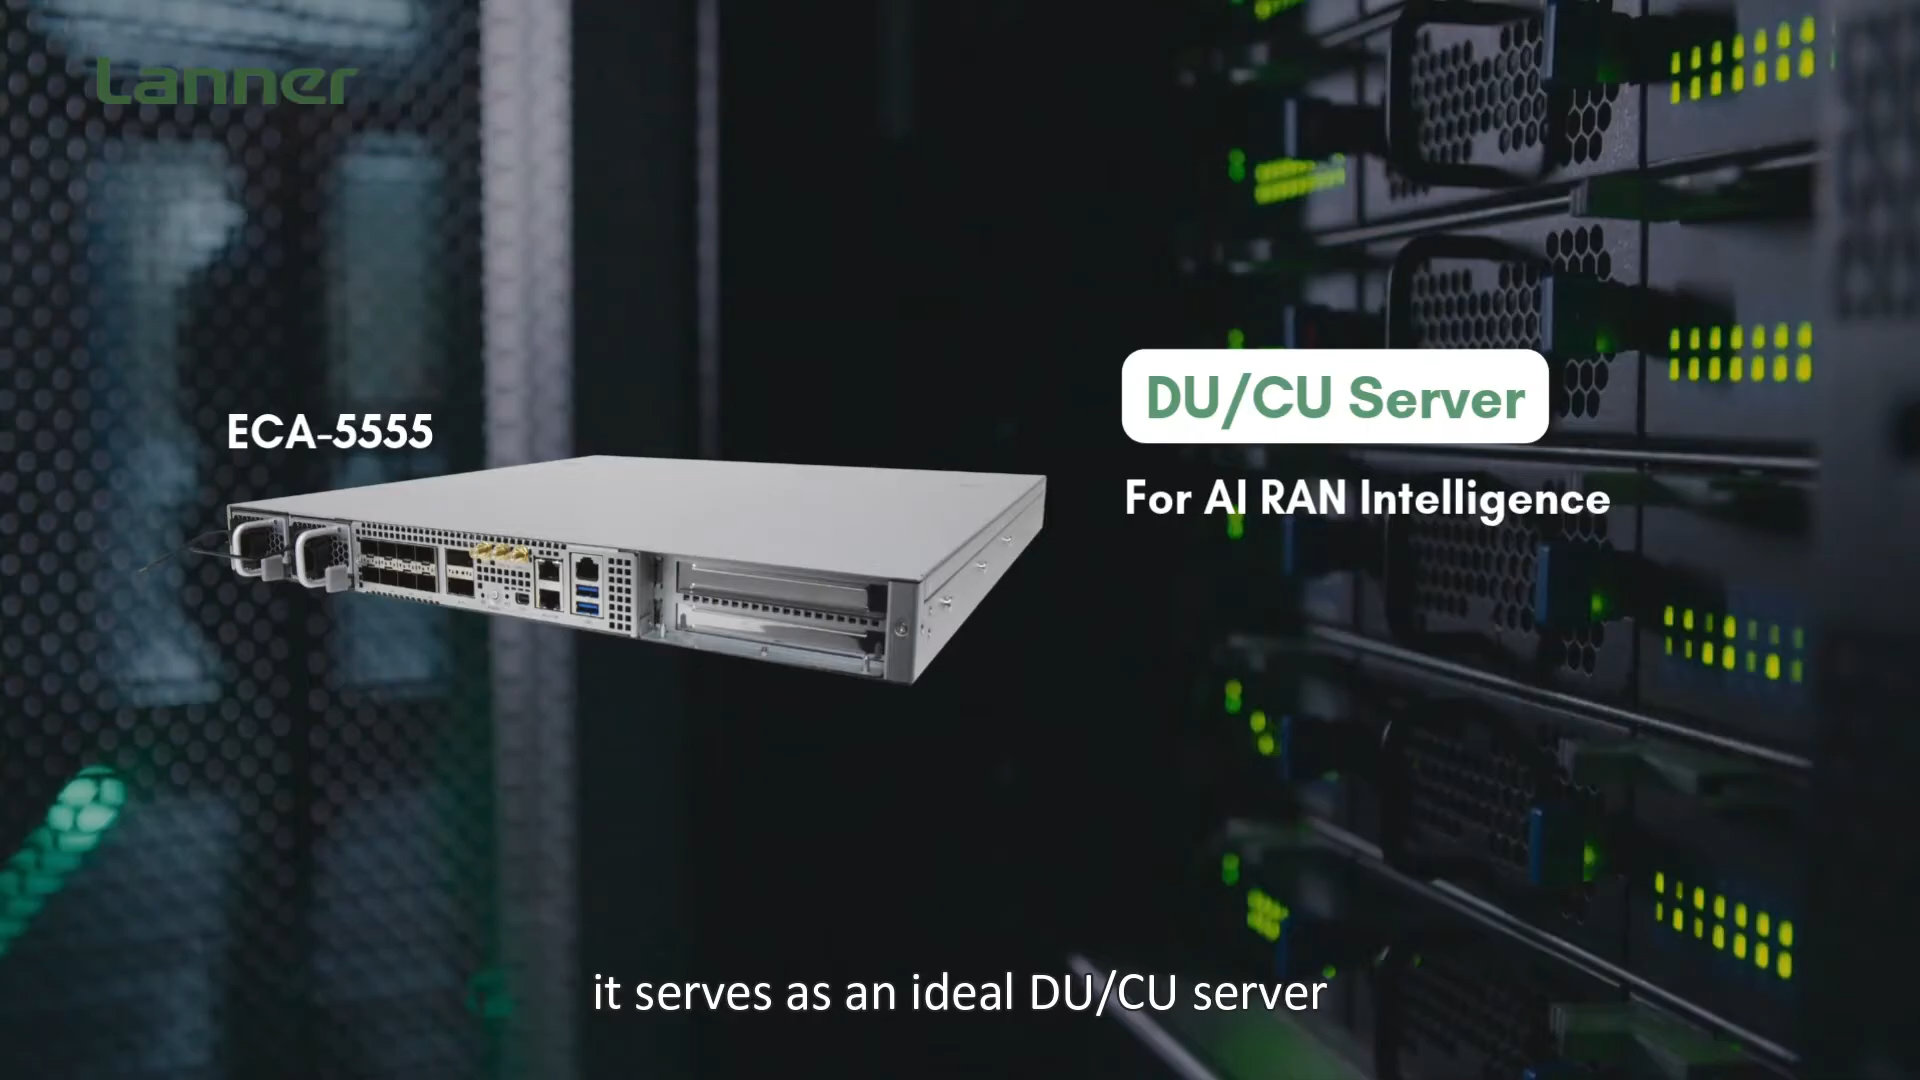 Lanner
ECA-5555
DU/CU Server
For AI RAN Intelligence
it serves as an ideal DU/CU server